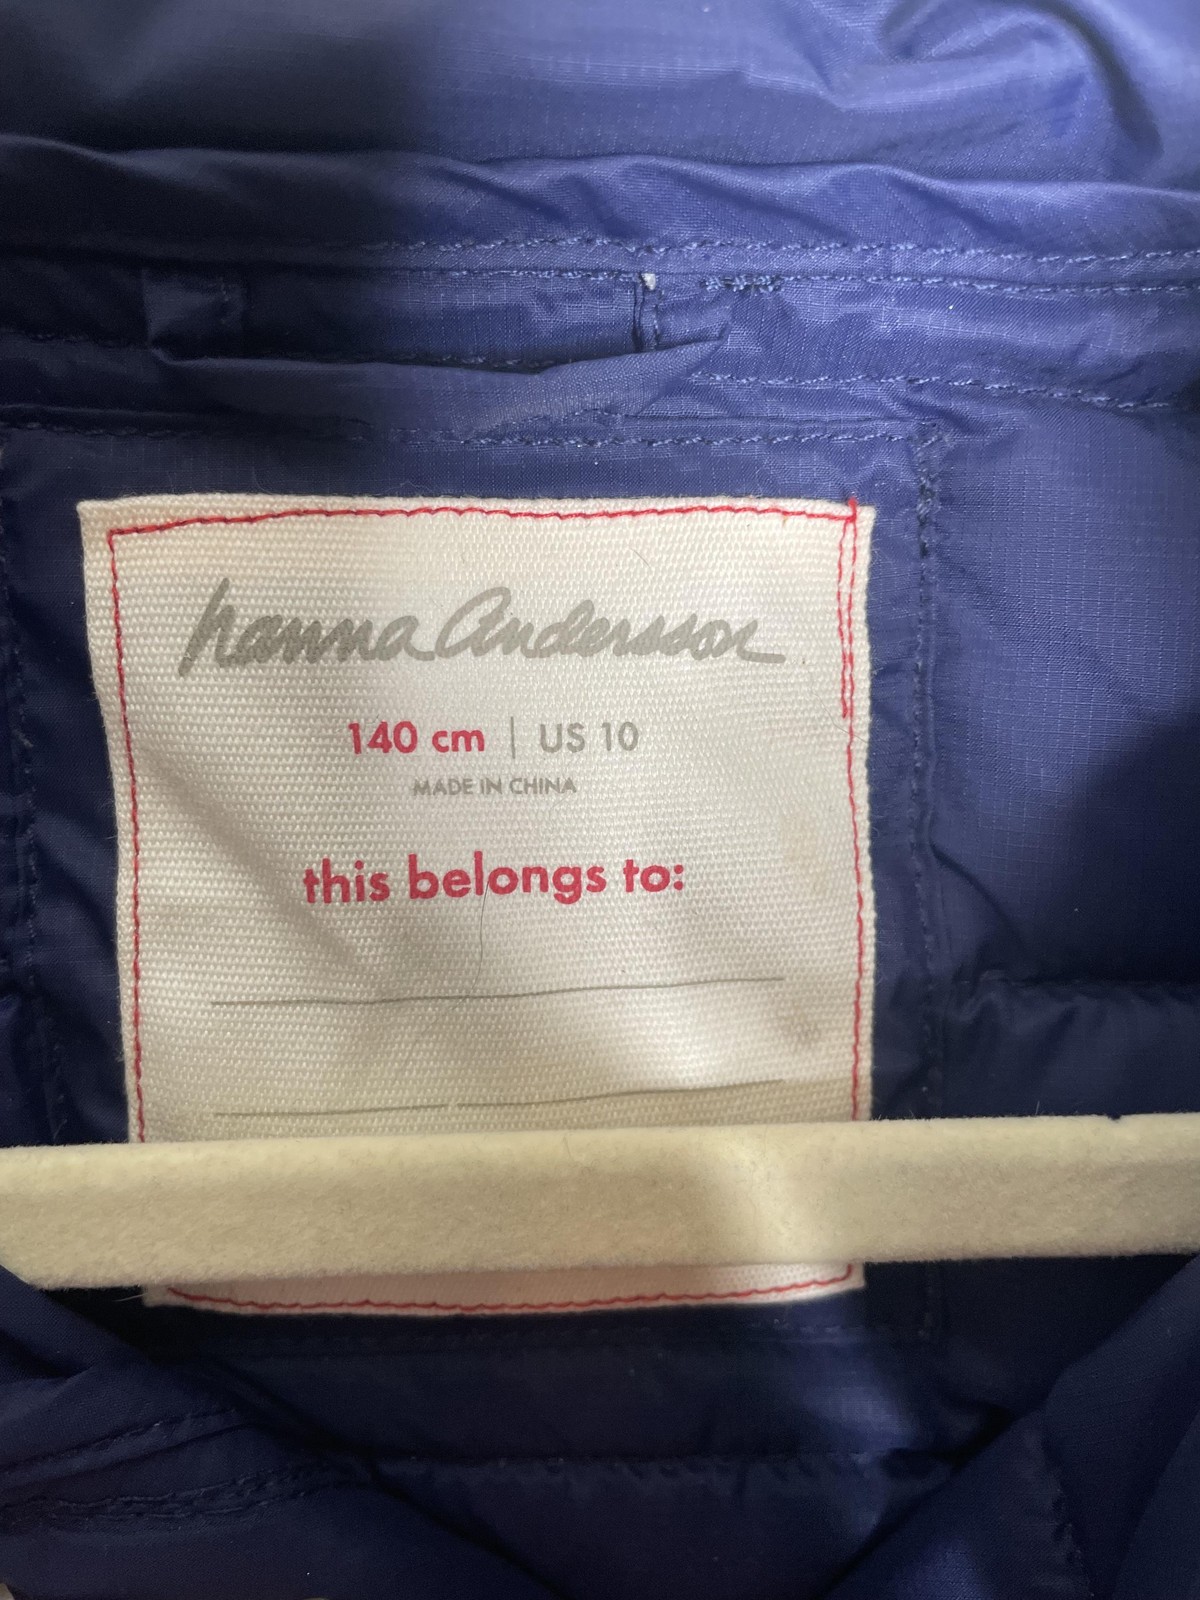 hanna Andersson
140 cm | US 10
MADE IN CHINA
this belongs to: